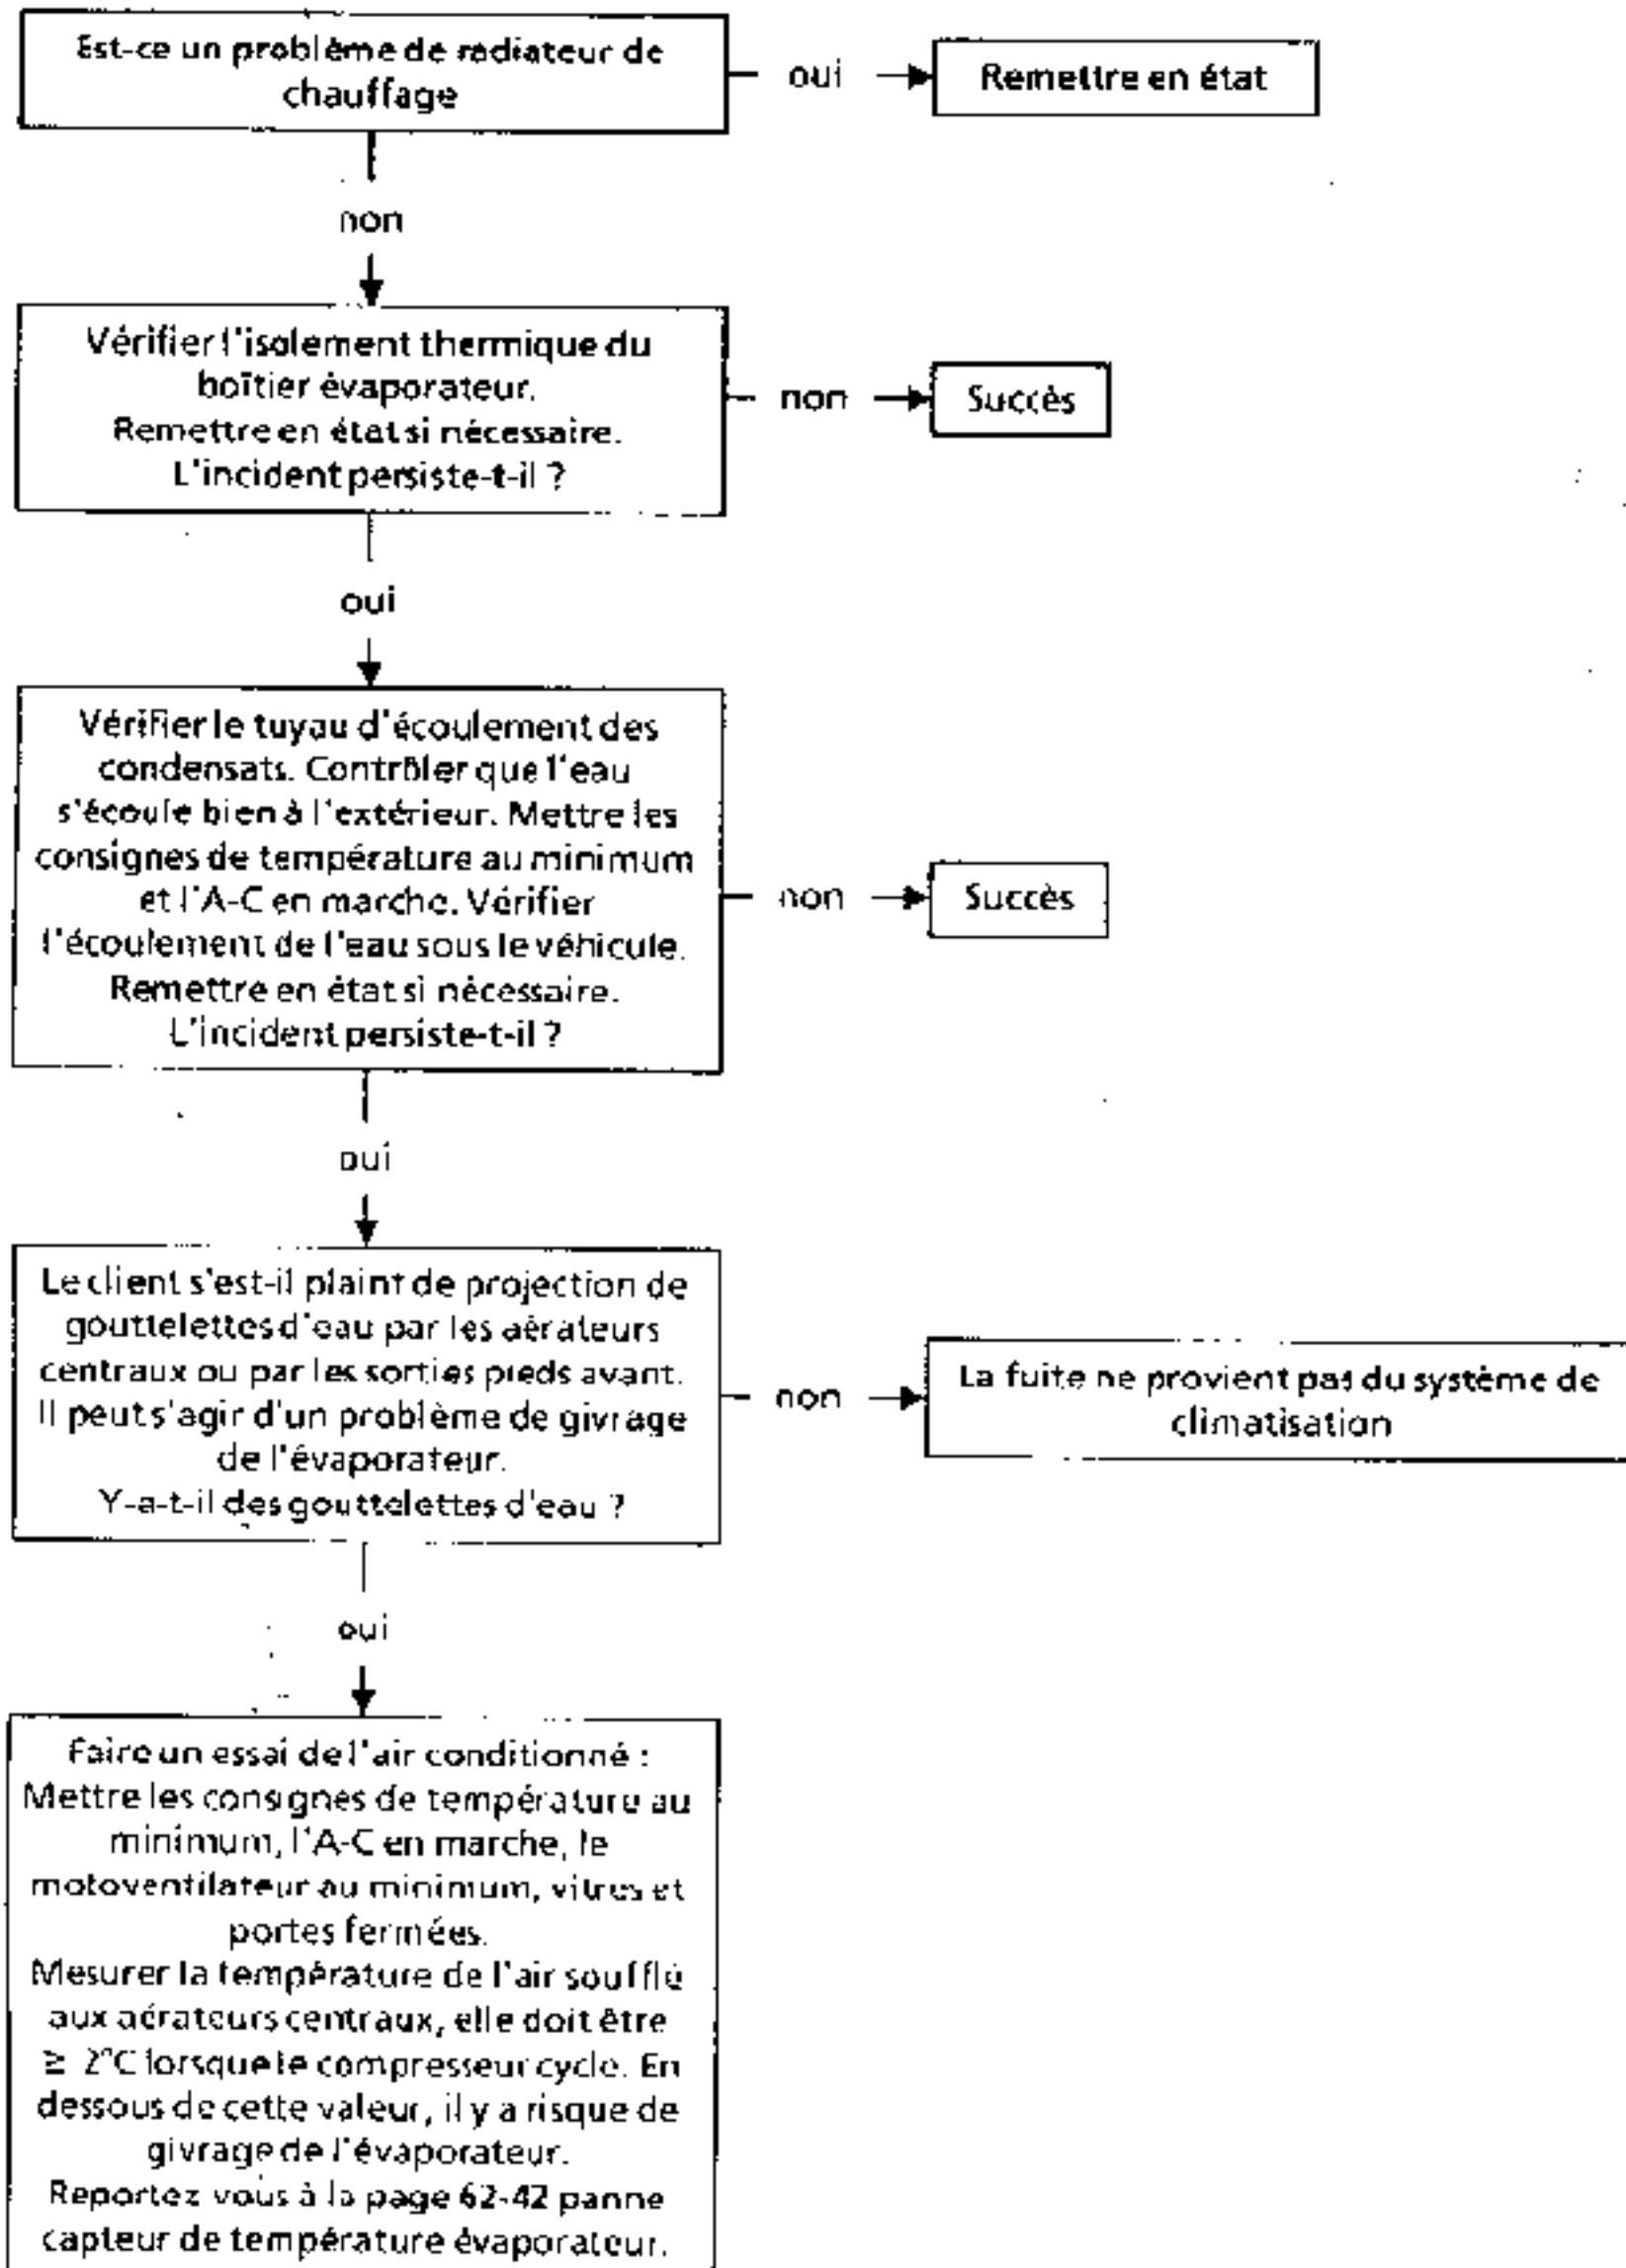 Est-ce un problème de radiateur de
chauffage
oui
Remettre en état
non
Vérifier l'isolement thermique du
boîtier évaporateur.
Remettre en état si nécessaire.
L'incident persiste-t-il ?
non
Succès
oui
Vérifier le tuyau d'écoulement des
condensats. Contrôler que l'eau
s'écoule bien à l'extérieur. Mettre les
consignes de température au minimum
et l'A-C en marche. Vérifier
l'écoulement de l'eau sous le véhicule.
Remettre en état si nécessaire.
L'incident persiste-t-il ?
non
Succès
oui
Le client s'est-il plaint de projection de
gouttelettes d'eau par les aérateurs
centraux ou par les sorties pieds avant.
Il peut s'agir d'un problème de givrage
de l'évaporateur.
Y-a-t-il des gouttelettes d'eau ?
non
La fuite ne provient pas du système de
climatisation
oui
Faire un essai de l'air conditionné :
Mettre les consignes de température au
minimum, l'A-C en marche, le
motoventilateur au minimum, vitres et
portes fermées.
Mesurer la température de l'air soufflé
aux aérateurs centraux, elle doit être
≥ 2°C lorsque le compresseur cycle. En
dessous de cette valeur, il y a risque de
givrage de l'évaporateur.
Reportez vous à la page 62-42 panne
capteur de température évaporateur.